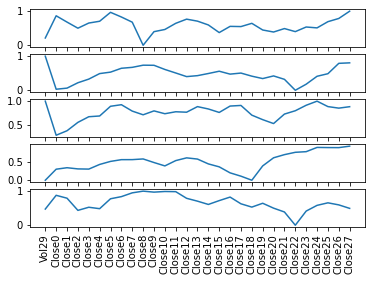 1
0
1
0
1.0
0.5
0.5
0.0
1
0
Vol29
Close0
Close1
Close2
Close3
Close4
Close5
Close6
Close7
Close8
Close9
Close10
Close11
Close12
Close13
Close14
Close15
Close16
Close17
Close18
Close19
Close20
Close21
Close22
Close23
Close24
Close25
Close26
Close27